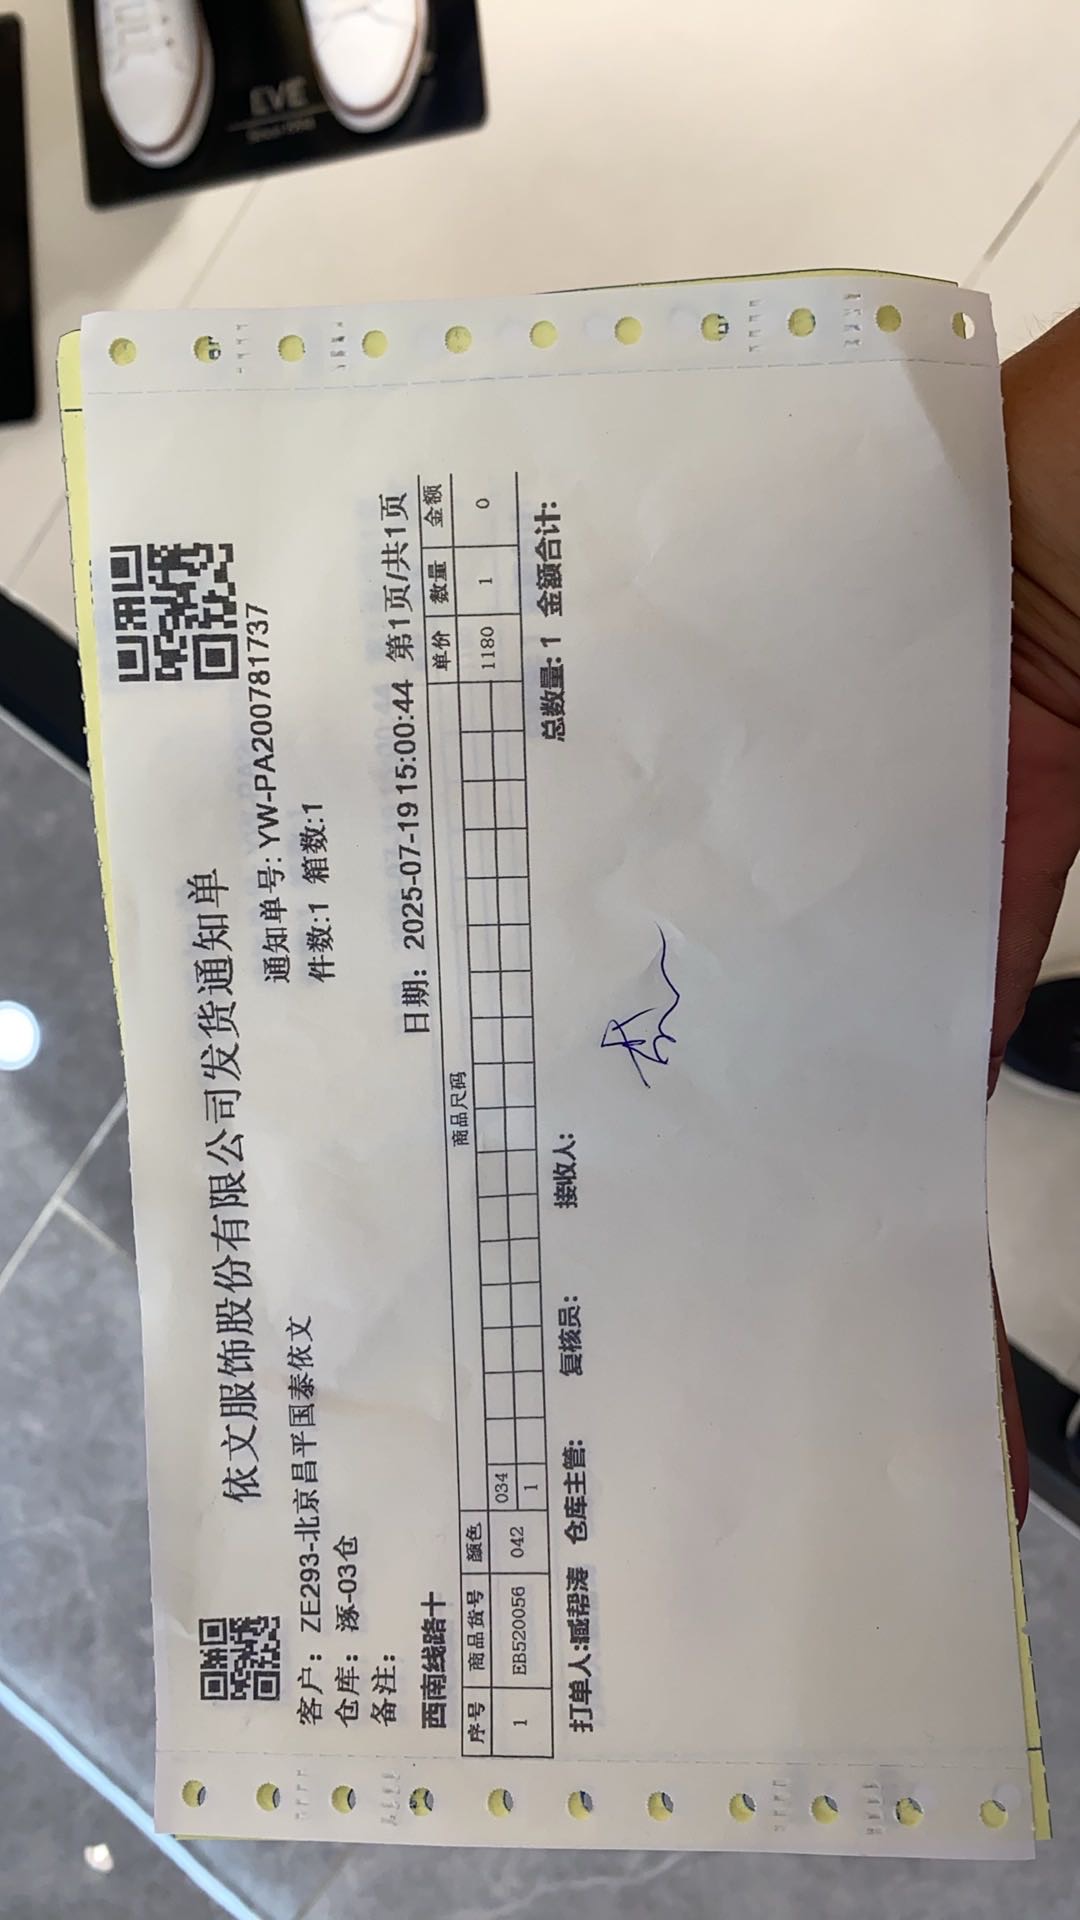 EVE
依文服饰股份有限公司发货通知单
通知单号: YW-PA200781737
客户: ZE293-北京昌平国泰依文
件数:1 箱数:1
仓库: 涿-03仓
备注:
日期: 2025-07-19 15:00:44 第1页/共1页
西南线路十
序号 商品货号 颜色 商品尺码 单价 数量 金额
1 EB520056 042 034 1180 1 0
1
总数量: 1 金额合计:
打单人:臧帮涛 仓库主管: 复核员: 接收人: